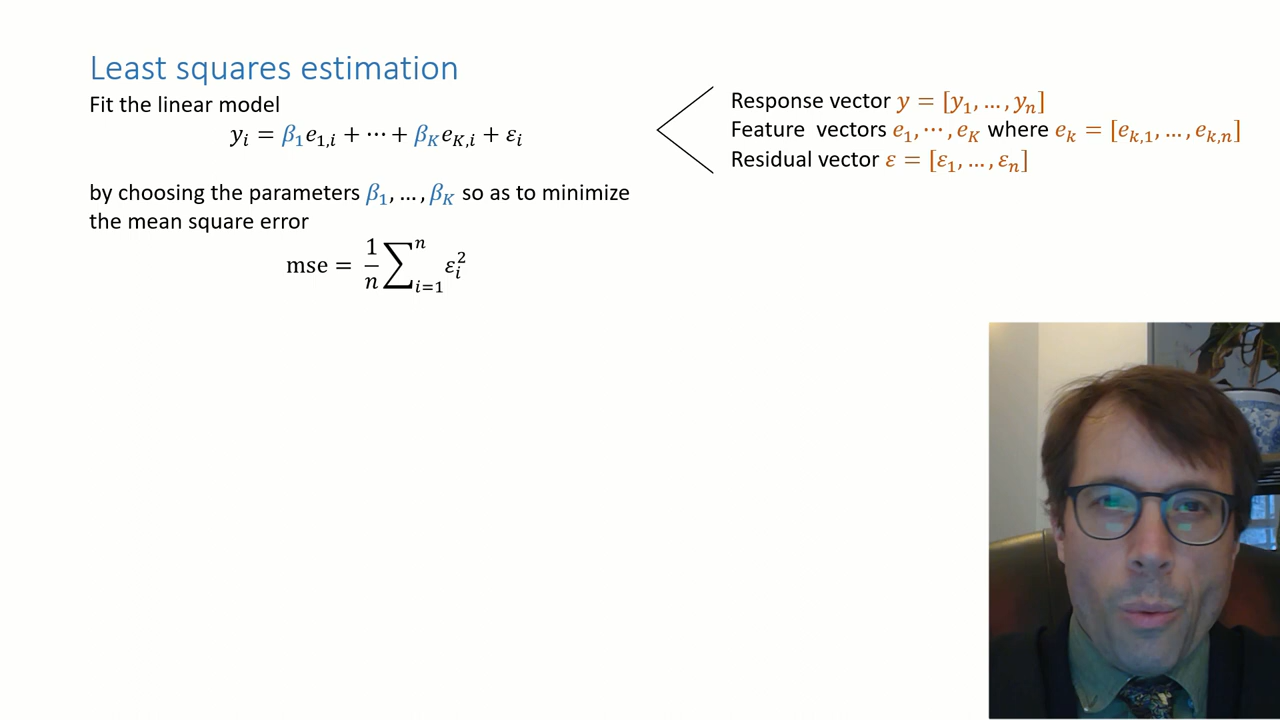 Least squares estimation
Fit the linear model
yᵢ = β₁e₁,ᵢ + ⋯ + β_K e_K,ᵢ + εᵢ
by choosing the parameters β₁, …, β_K so as to minimize
the mean square error
mse = 1/n ∑ᵢ₌₁ⁿ εᵢ²
Response vector y = [y₁, …, yₙ]
Feature vectors e₁, ⋯, e_K where e_k = [e_k,₁, …, e_k,ₙ]
Residual vector ε = [ε₁, …, εₙ]